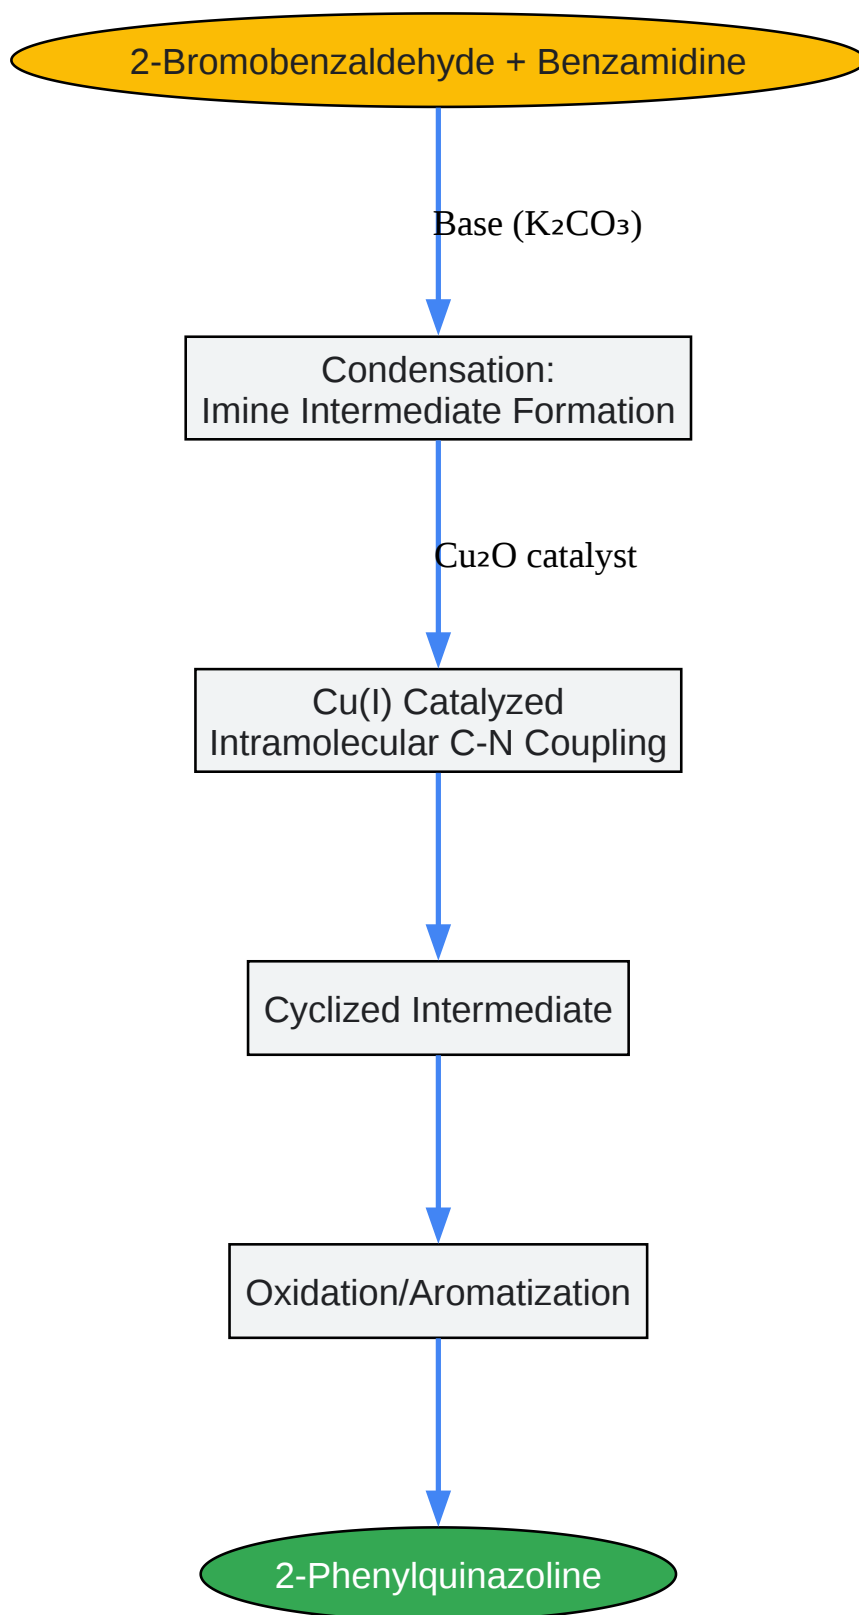 2-Bromobenzaldehyde + Benzamidine
Base (K₂CO₃)
Condensation:
Imine Intermediate Formation
Cu₂O catalyst
Cu(I) Catalyzed
Intramolecular C-N Coupling
Cyclized Intermediate
Oxidation/Aromatization
2-Phenylquinazoline